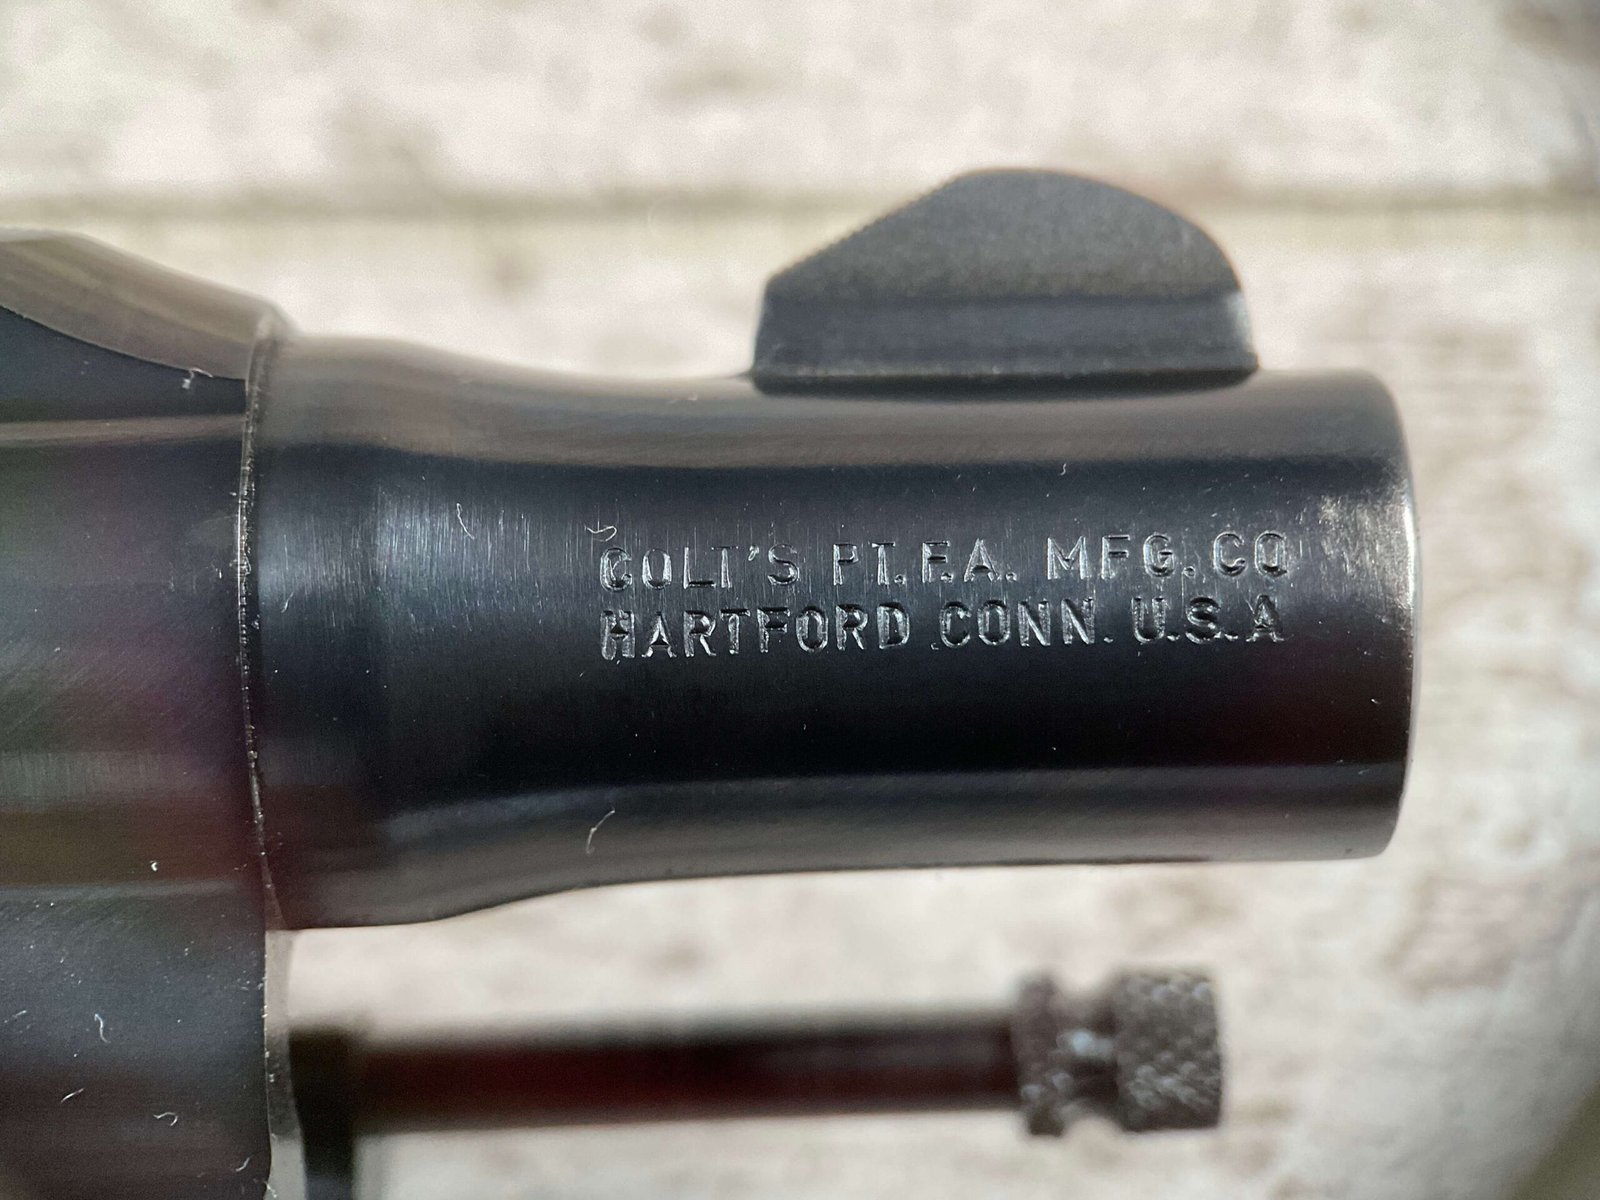 COLT'S PT. F.A. MFG. CO
HARTFORD CONN. U.S.A